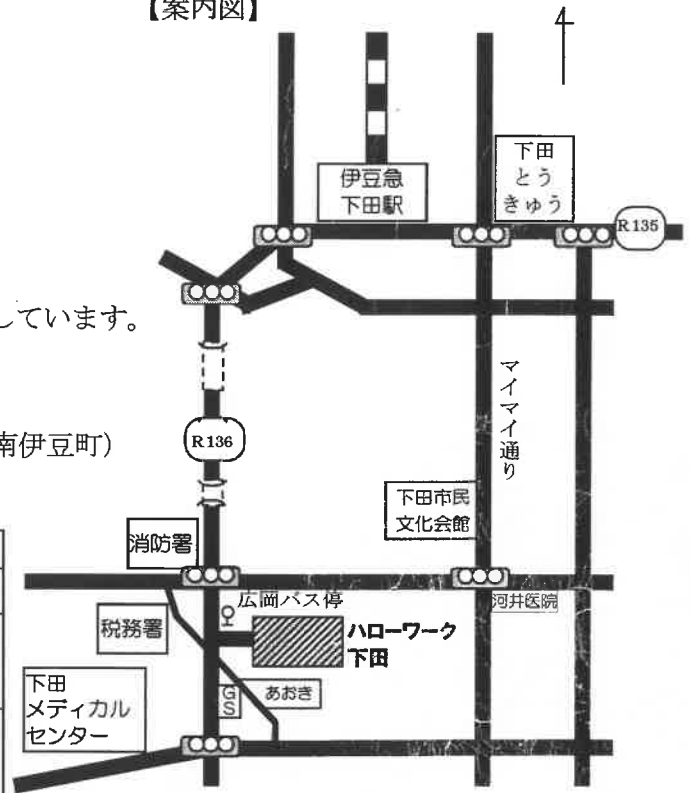 【案内図】
伊豆急
下田駅
下田
とう
きゅう
R135
しています。
マイマイ通り
南伊豆町）
R136
下田市民
文化会館
消防署
広岡バス停
河井医院
税務署
ハローワーク
下田
下田
メディカル
センター
GS
あおき